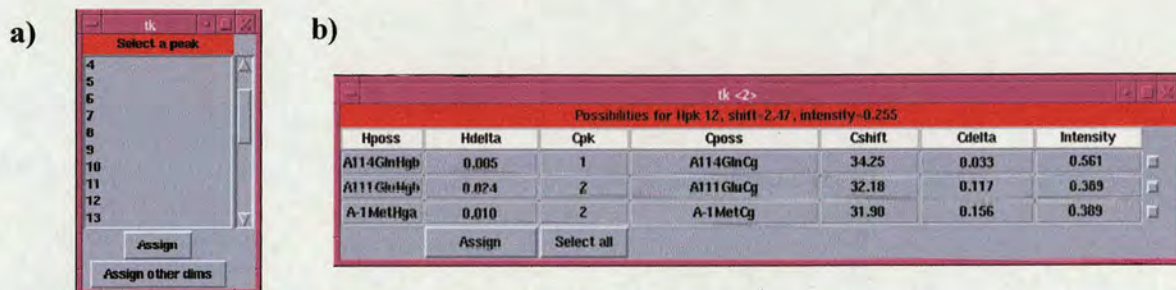 a)
tk
Select a peak
4
5
6
7
8
9
10
11
12
13
Assign
Assign other dims
b)
tk <2>
Possibilities for Hpk 12, shift=2.47, intensity=0.255
Hposs Hdelta Cpk Cposs Cshift Cdelta Intensity
A114GlnHgb 0.005 1 A114GlnCg 34.25 0.033 0.561
A111GluHgb 0.024 2 A111GluCg 32.18 0.117 0.389
A-1MetHga 0.010 2 A-1MetCg 31.90 0.156 0.389
Assign Select all